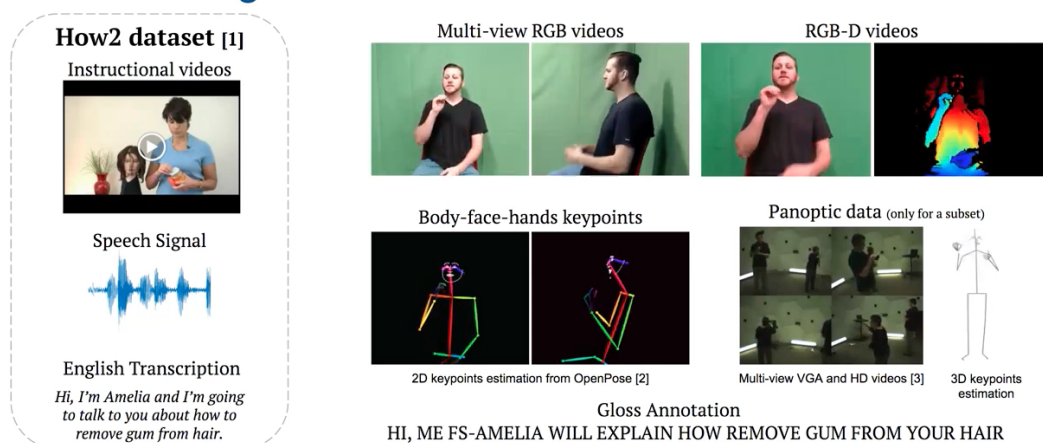 How2 dataset [1]
Instructional videos
Speech Signal
English Transcription
Hi, I'm Amelia and I'm going
to talk to you about how to
remove gum from hair.
Multi-view RGB videos
RGB-D videos
Body-face-hands keypoints
2D keypoints estimation from OpenPose [2]
Panoptic data (only for a subset)
Multi-view VGA and HD videos [3]
3D keypoints
estimation
Gloss Annotation
HI, ME FS-AMELIA WILL EXPLAIN HOW REMOVE GUM FROM YOUR HAIR